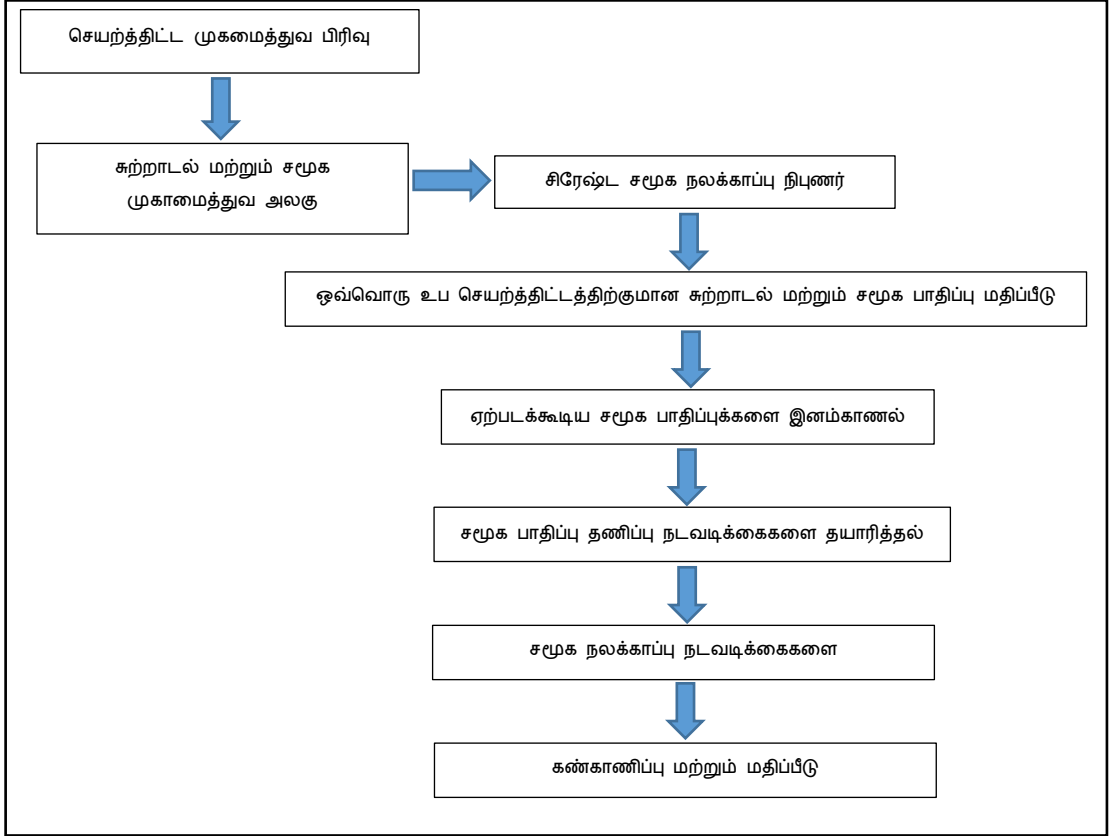 செயற்த்திட்ட முகமைத்துவ பிரிவு
சுற்றாடல் மற்றும் சமூக
முகாமைத்துவ அலகு
சிரேஷ்ட சமூக நலக்காப்பு நிபுணர்
ஒவ்வொரு உப செயற்த்திட்டத்திற்குமான சுற்றாடல் மற்றும் சமூக பாதிப்பு மதிப்பீடு
ஏற்படக்கூடிய சமூக பாதிப்புக்களை இனம்காணல்
சமூக பாதிப்பு தணிப்பு நடவடிக்கைகளை தயாரித்தல்
சமூக நலக்காப்பு நடவடிக்கைகளை
கண்காணிப்பு மற்றும் மதிப்பீடு